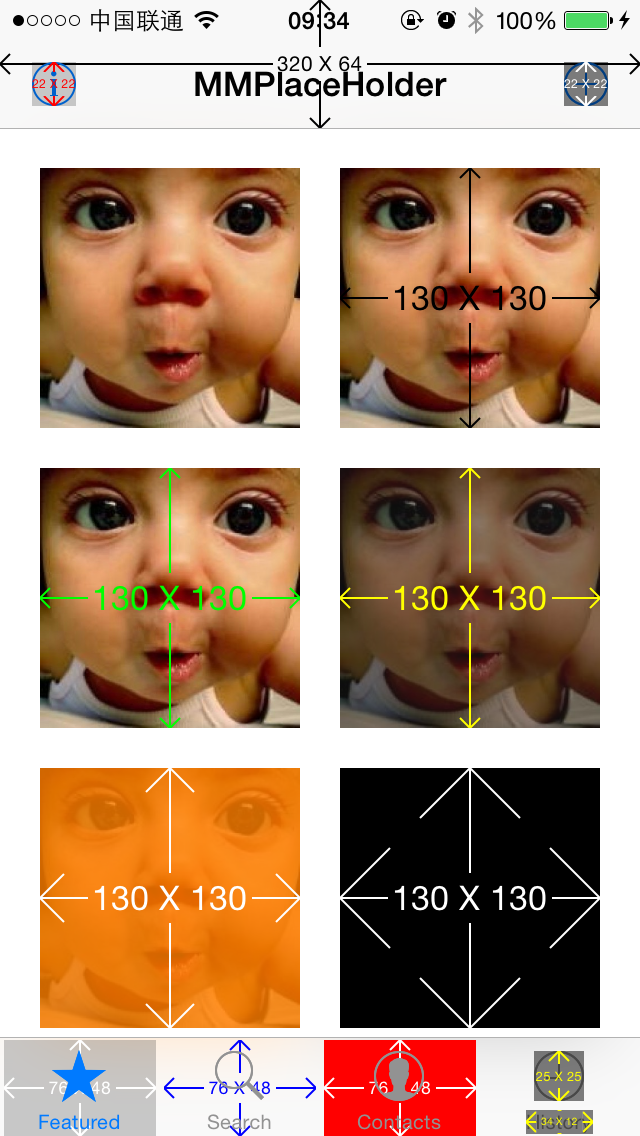 中国联通 09:34 100%
320 X 64
22 X 22 MMPlaceHolder 22 X 22
130 X 130
130 X 130 130 X 130
130 X 130 130 X 130
76 48 76 X 48 76 48 25 X 25
Featured Search Contacts 34 X 12